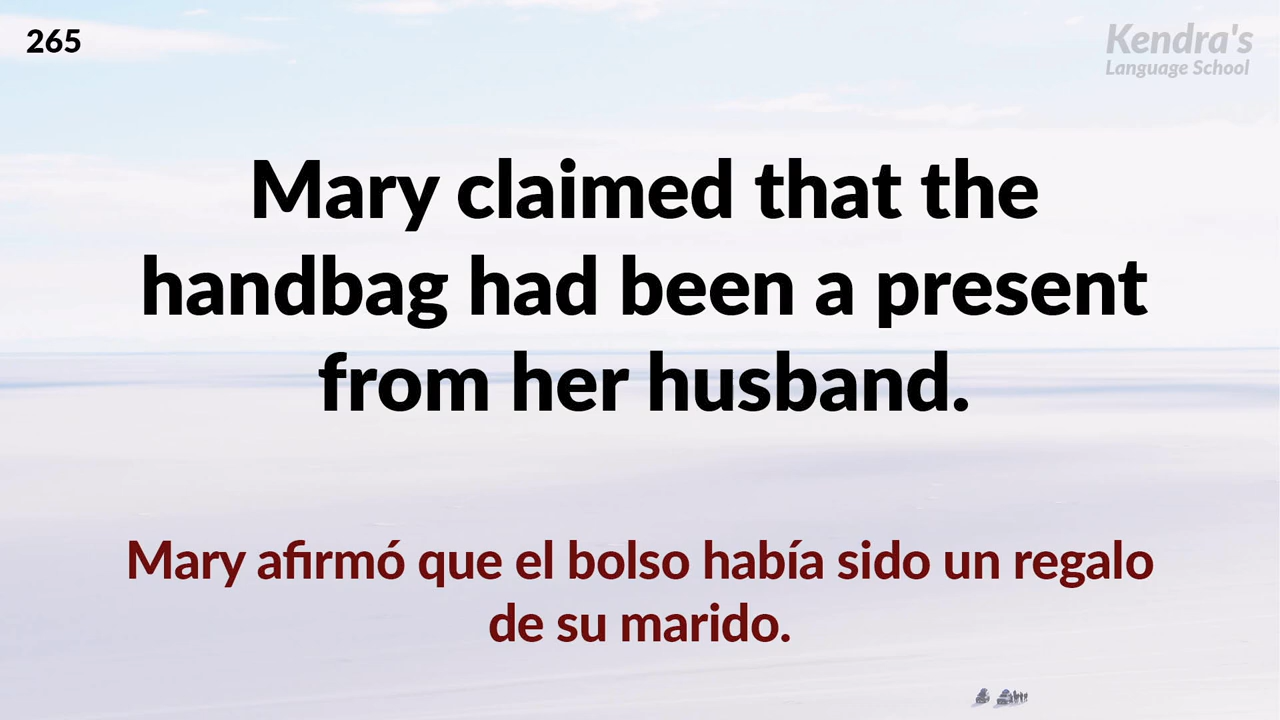 265
Kendra's
Language School
Mary claimed that the
handbag had been a present
from her husband.
Mary afirmó que el bolso había sido un regalo
de su marido.